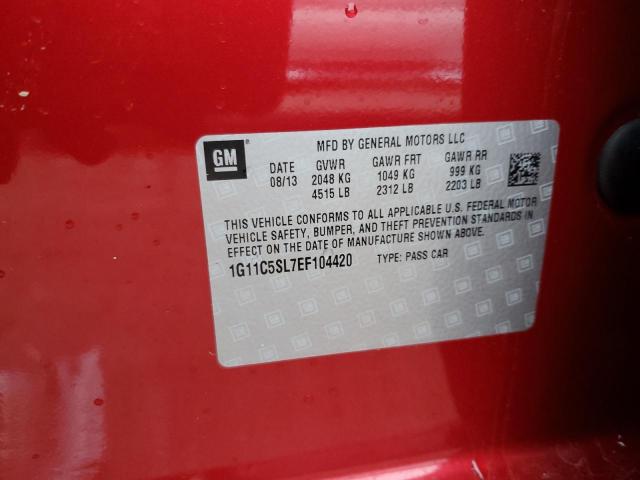 GM
MFD BY GENERAL MOTORS LLC
DATE GVWR GAWR FRT GAWR RR
08/13 2048 KG 1049 KG 999 KG
4515 LB 2312 LB 2203 LB
THIS VEHICLE CONFORMS TO ALL APPLICABLE U.S. FEDERAL MOTOR
VEHICLE SAFETY, BUMPER, AND THEFT PREVENTION STANDARDS IN
EFFECT ON THE DATE OF MANUFACTURE SHOWN ABOVE.
1G11C5SL7EF104420 TYPE: PASS CAR